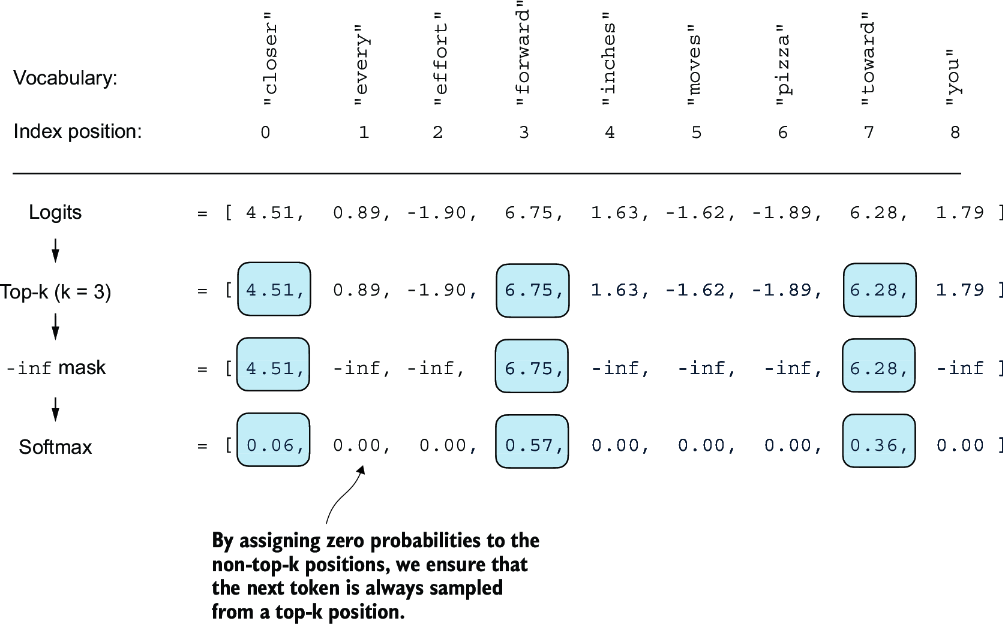 Vocabulary: "closer" "every" "effort" "forward" "inches" "moves" "pizza" "toward" "you"
Index position: 0 1 2 3 4 5 6 7 8
Logits = [ 4.51, 0.89, -1.90, 6.75, 1.63, -1.62, -1.89, 6.28, 1.79 ]
Top-k (k = 3) = [ 4.51, 0.89, -1.90, 6.75, 1.63, -1.62, -1.89, 6.28, 1.79 ]
-inf mask = [ 4.51, -inf, -inf, 6.75, -inf, -inf, -inf, 6.28, -inf ]
Softmax = [ 0.06, 0.00, 0.00, 0.57, 0.00, 0.00, 0.00, 0.36, 0.00 ]
By assigning zero probabilities to the
non-top-k positions, we ensure that
the next token is always sampled
from a top-k position.